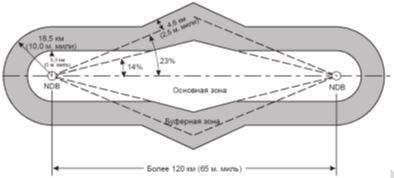 4,6 км
(2,5 м. мили)
18,5 км
(10,0 м. мили)
23%
14%
NDB
NDB
Основная зона
Буферная зона
Более 120 км (65 м. миль)